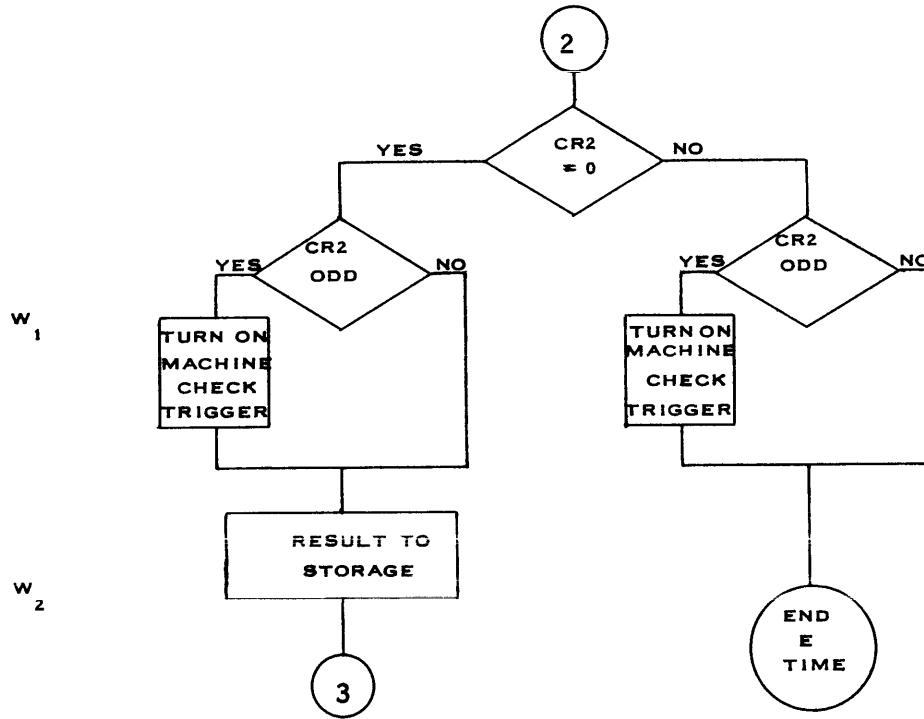 2
CR2
= 0
YES
NO
CR2
ODD
YES
NO
CR2
ODD
YES
NO
W1
TURN ON
MACHINE
CHECK
TRIGGER
TURN ON
MACHINE
CHECK
TRIGGER
RESULT TO
STORAGE
W2
END
E
TIME
3